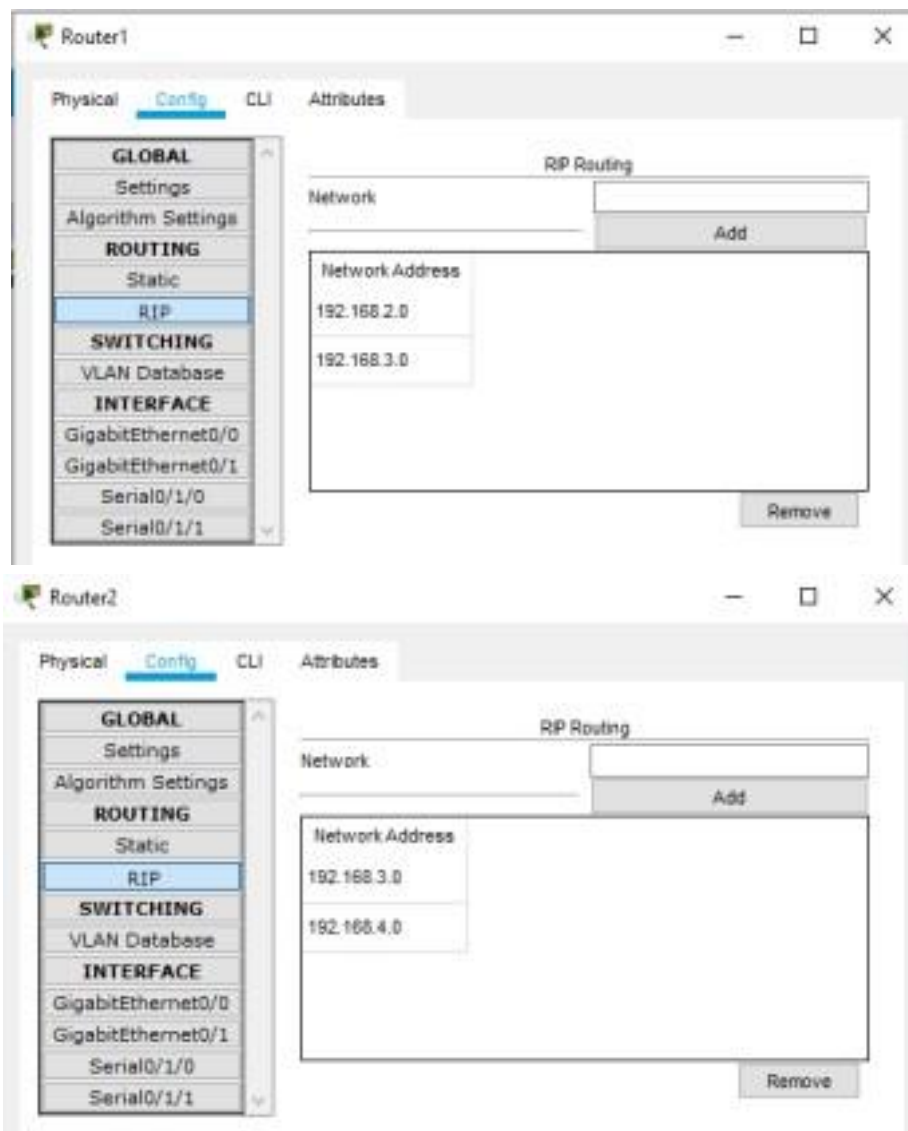 Router1
Physical Config CLI Attributes
GLOBAL
Settings
Algorithm Settings
ROUTING
Static
RIP
SWITCHING
VLAN Database
INTERFACE
GigabitEthernet0/0
GigabitEthernet0/1
Serial0/1/0
Serial0/1/1
RIP Routing
Network
Add
Network Address
192.168.2.0
192.168.3.0
Remove
Router2
Physical Config CLI Attributes
GLOBAL
Settings
Algorithm Settings
ROUTING
Static
RIP
SWITCHING
VLAN Database
INTERFACE
GigabitEthernet0/0
GigabitEthernet0/1
Serial0/1/0
Serial0/1/1
RIP Routing
Network
Add
Network Address
192.168.3.0
192.168.4.0
Remove